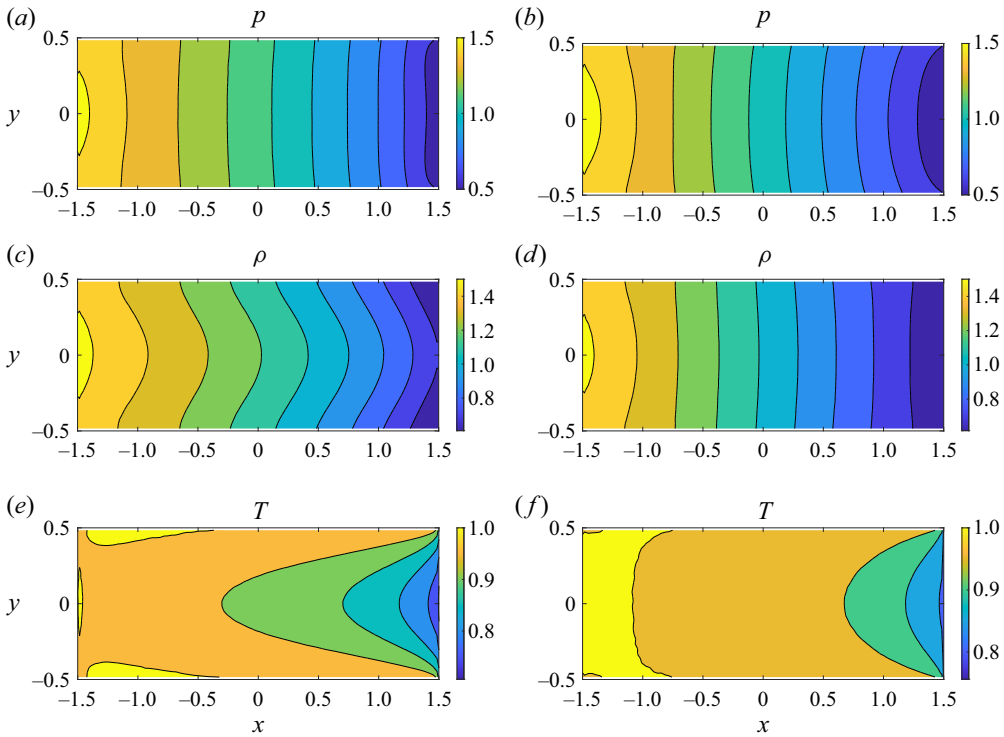 (a) p (b) p
0.5 1.5 0.5 1.5
y 0 1.0 0 1.0
–0.5 0.5 –0.5 0.5
–1.5 –1.0 –0.5 0 0.5 1.0 1.5 –1.5 –1.0 –0.5 0 0.5 1.0 1.5
(c) ρ (d) ρ
0.5 1.4 0.5 1.4
1.2 1.2
y 0 1.0 0 1.0
0.8 0.8
–0.5 –0.5
–1.5 –1.0 –0.5 0 0.5 1.0 1.5 –1.5 –1.0 –0.5 0 0.5 1.0 1.5
(e) T (f) T
0.5 1.0 0.5 1.0
0.9 0.9
y 0 0
0.8 0.8
–0.5 –0.5
–1.5 –1.0 –0.5 0 0.5 1.0 1.5 –1.5 –1.0 –0.5 0 0.5 1.0 1.5
x x